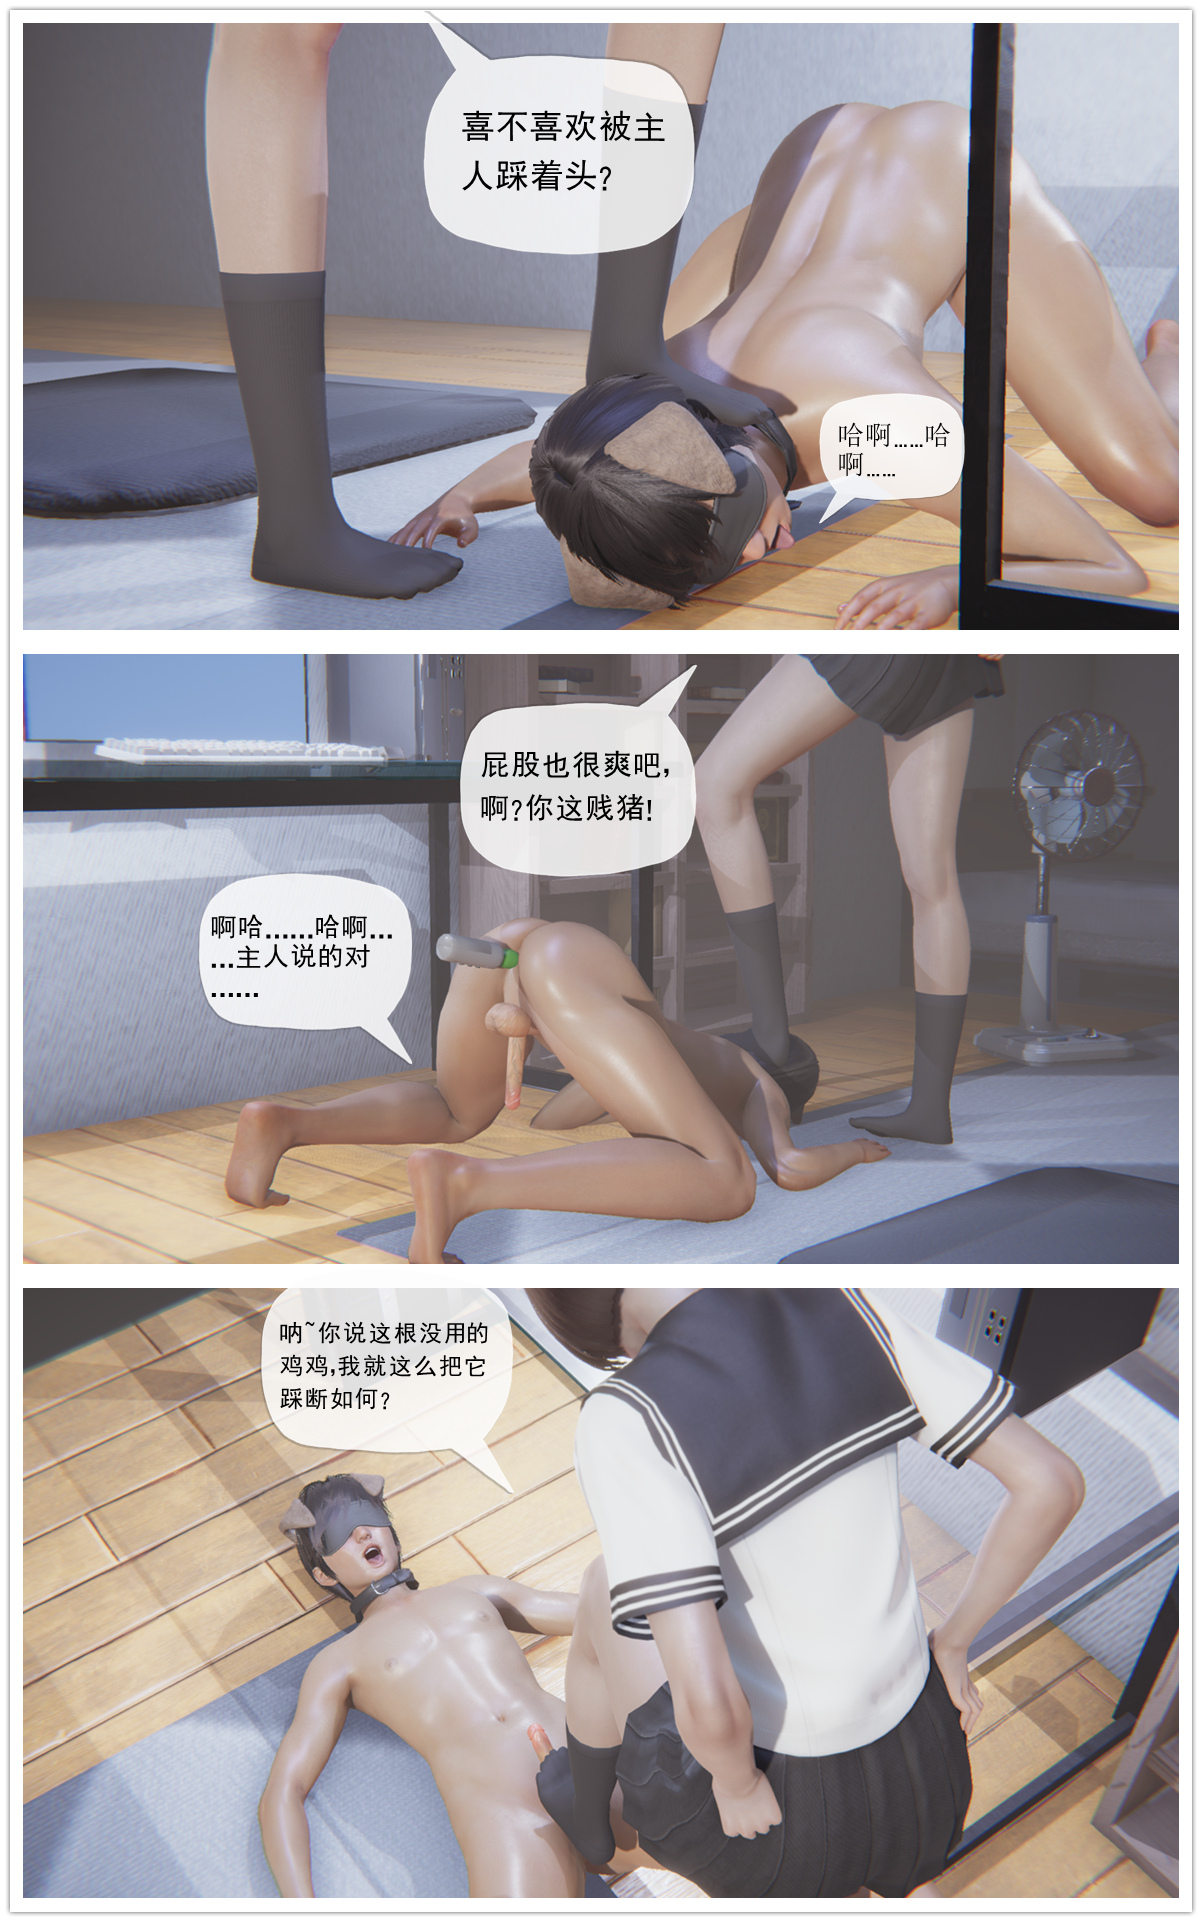 喜不喜欢被主
人踩着头?
哈啊……哈
啊……
屁股也很爽吧,
啊?你这贱猪!
啊哈……哈啊…
…主人说的对
……
呐~你说这根没用的
鸡鸡,我就这么把它
踩断如何?